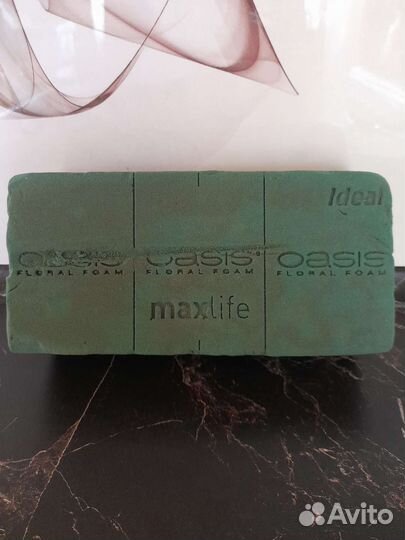 Ideal
OASIS OASIS OASIS
FLORAL FOAM FLORAL FOAM FLORAL FOAM
maxlife
Avito